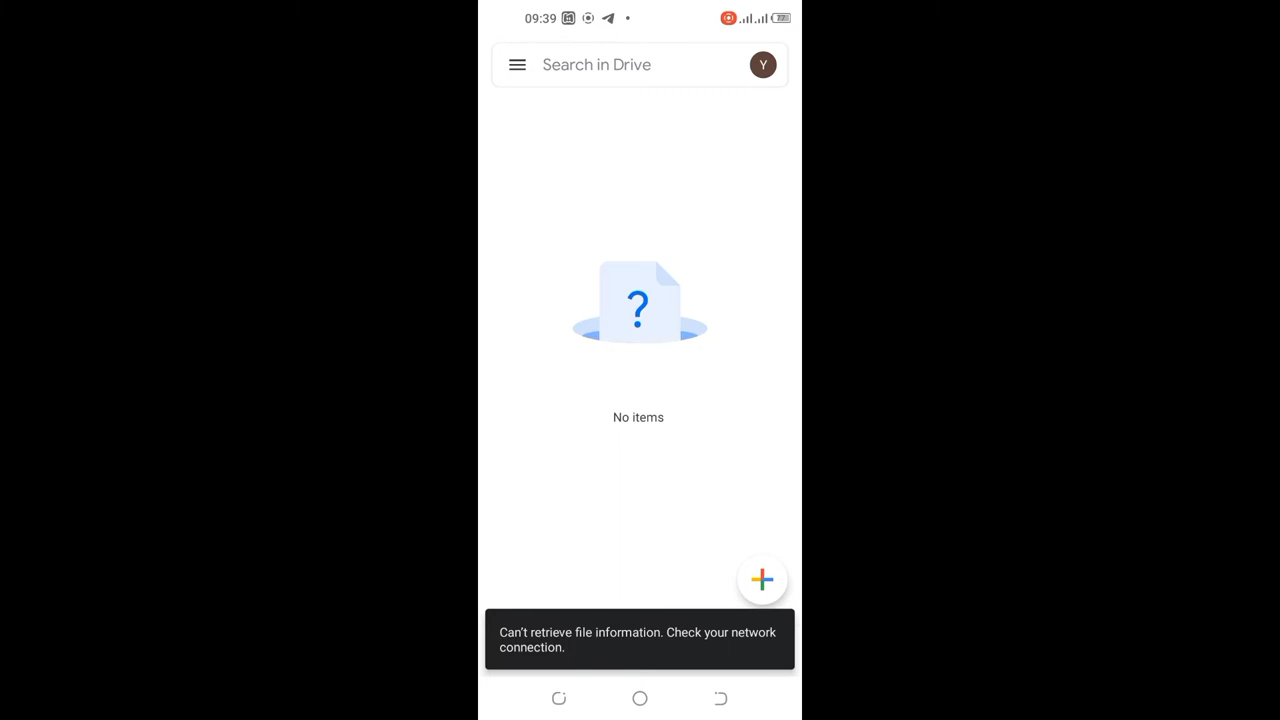 09:39
Search in Drive
Y
?
No items
Can't retrieve file information. Check your network
connection.